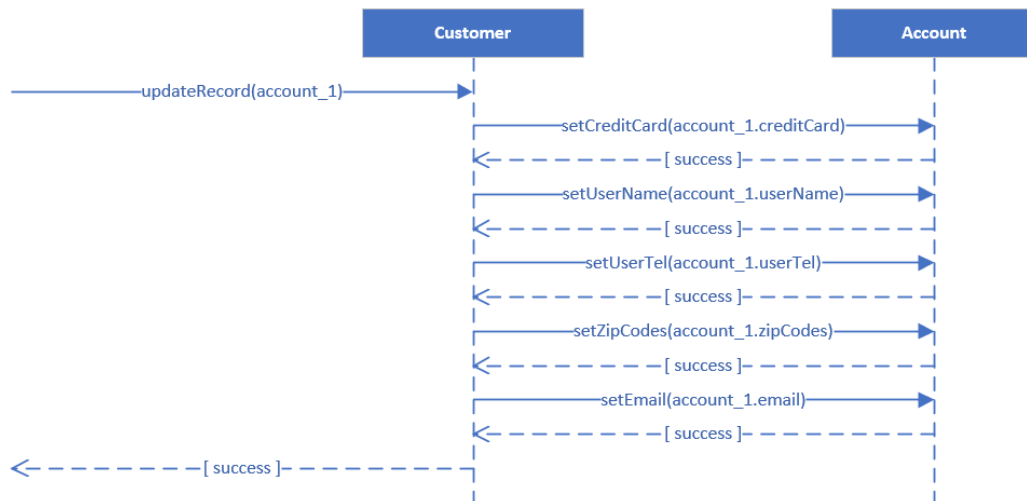 Customer
Account
updateRecord(account_1)
setCreditCard(account_1.creditCard)
[ success ]
setUserName(account_1.userName)
[ success ]
setUserTel(account_1.userTel)
[ success ]
setZipCodes(account_1.zipCodes)
[ success ]
setEmail(account_1.email)
[ success ]
[ success ]